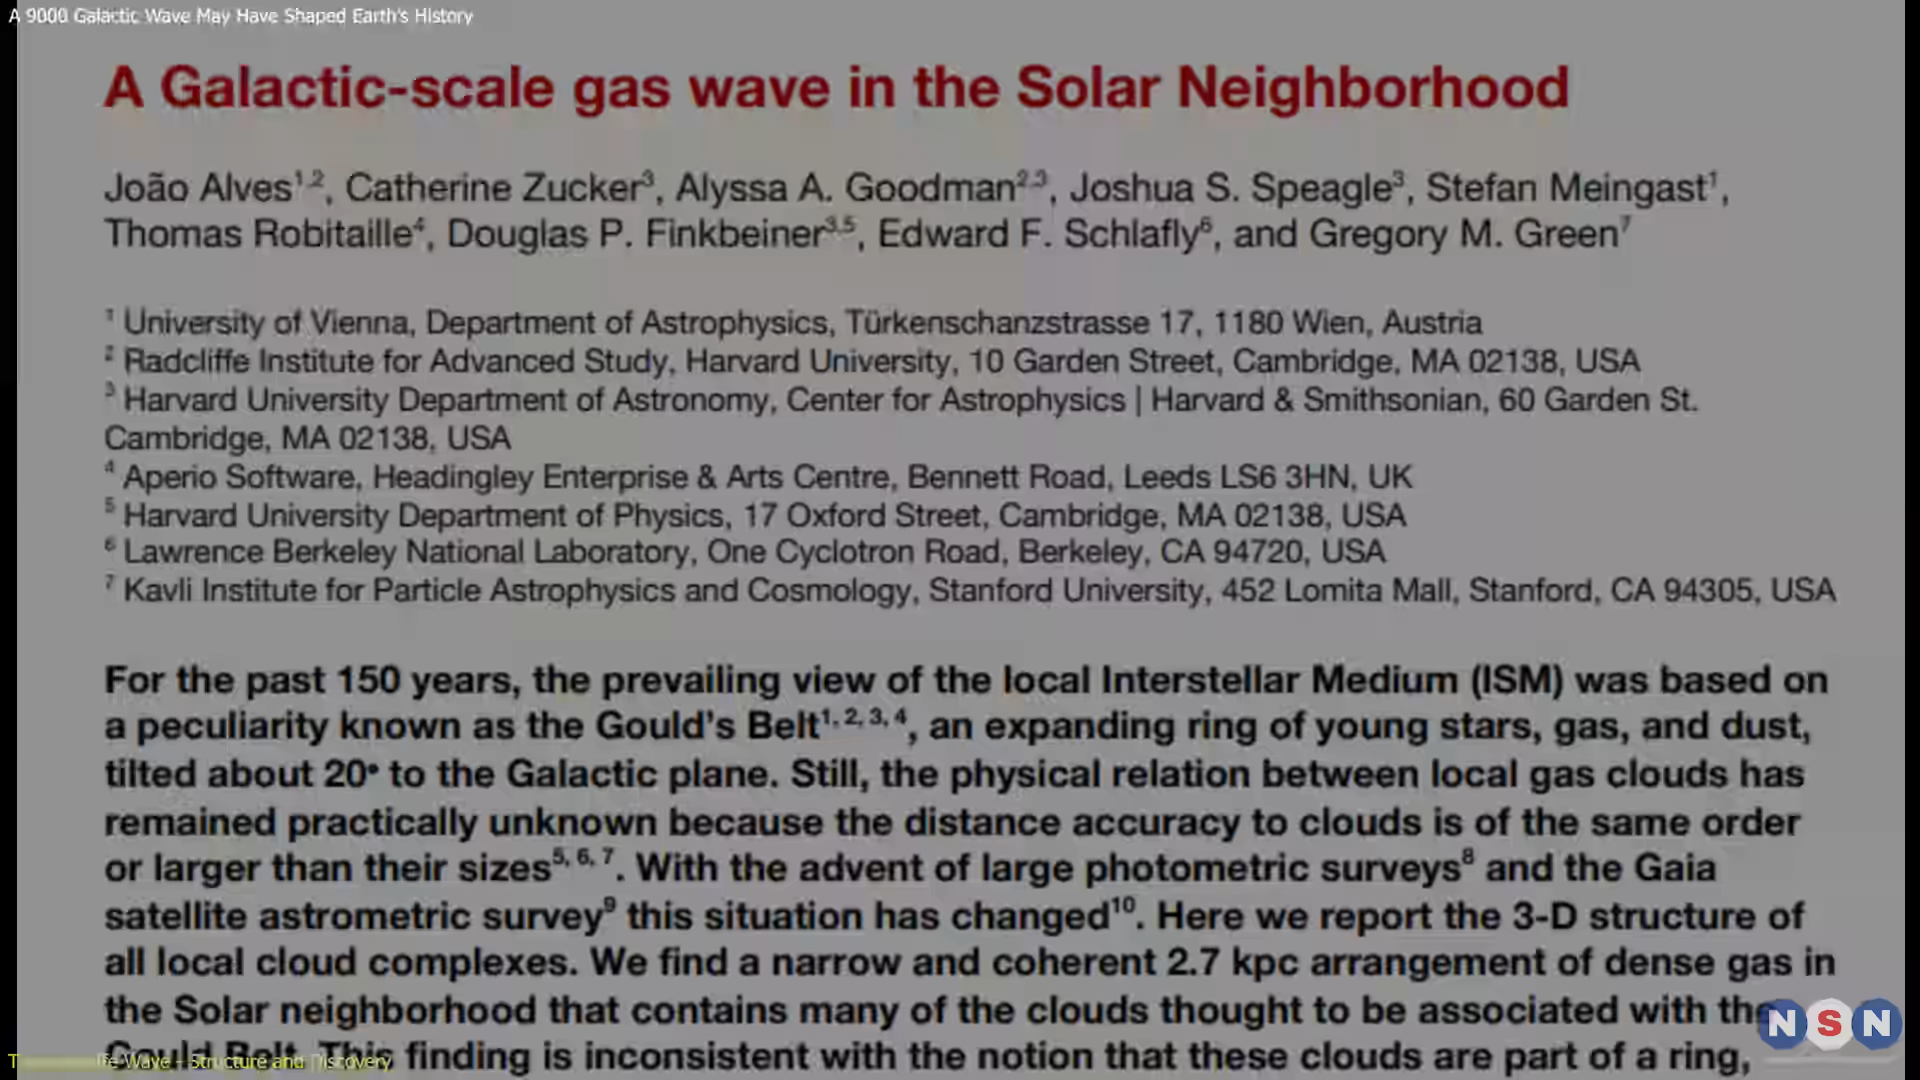 A 9000 Galactic Wave May Have Shaped Earth's History
A Galactic-scale gas wave in the Solar Neighborhood
João Alves1,2, Catherine Zucker3, Alyssa A. Goodman2,3, Joshua S. Speagle3, Stefan Meingast1,
Thomas Robitaille4, Douglas P. Finkbeiner3,5, Edward F. Schlafly6, and Gregory M. Green7
1 University of Vienna, Department of Astrophysics, Türkenschanzstrasse 17, 1180 Wien, Austria
2 Radcliffe Institute for Advanced Study, Harvard University, 10 Garden Street, Cambridge, MA 02138, USA
3 Harvard University Department of Astronomy, Center for Astrophysics | Harvard & Smithsonian, 60 Garden St.
Cambridge, MA 02138, USA
4 Aperio Software, Headingley Enterprise & Arts Centre, Bennett Road, Leeds LS6 3HN, UK
5 Harvard University Department of Physics, 17 Oxford Street, Cambridge, MA 02138, USA
6 Lawrence Berkeley National Laboratory, One Cyclotron Road, Berkeley, CA 94720, USA
7 Kavli Institute for Particle Astrophysics and Cosmology, Stanford University, 452 Lomita Mall, Stanford, CA 94305, USA
For the past 150 years, the prevailing view of the local Interstellar Medium (ISM) was based on
a peculiarity known as the Gould's Belt1, 2, 3, 4, an expanding ring of young stars, gas, and dust,
tilted about 20° to the Galactic plane. Still, the physical relation between local gas clouds has
remained practically unknown because the distance accuracy to clouds is of the same order
or larger than their sizes5, 6, 7. With the advent of large photometric surveys8 and the Gaia
satellite astrometric survey9 this situation has changed10. Here we report the 3-D structure of
all local cloud complexes. We find a narrow and coherent 2.7 kpc arrangement of dense gas in
the Solar neighborhood that contains many of the clouds thought to be associated with the
Gould Belt. This finding is inconsistent with the notion that these clouds are part of a ring,
Wave – Structure and Discovery
NSN